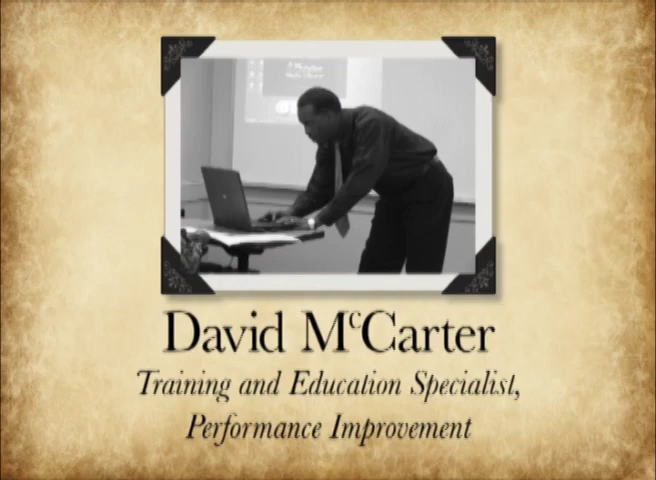 David McCarter
Training and Education Specialist,
Performance Improvement